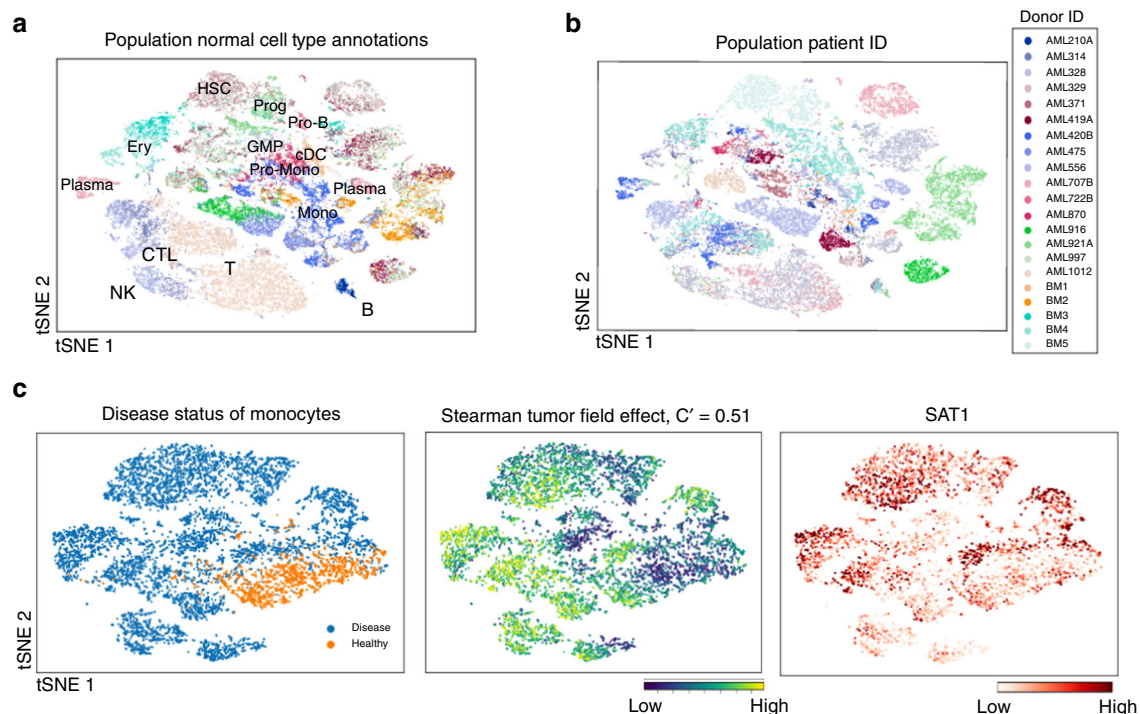 a
Population normal cell type annotations
HSC
Prog
Pro-B
Ery
GMP
cDC
Pro-Mono
Plasma
Plasma
Mono
CTL
T
NK
B
tSNE 2
tSNE 1
b
Population patient ID
tSNE 2
tSNE 1
Donor ID
AML210A
AML314
AML328
AML329
AML371
AML419A
AML420B
AML475
AML556
AML707B
AML722B
AML870
AML916
AML921A
AML997
AML1012
BM1
BM2
BM3
BM4
BM5
c
Disease status of monocytes
Disease
Healthy
tSNE 2
tSNE 1
Stearman tumor field effect, C′ = 0.51
Low High
SAT1
Low High